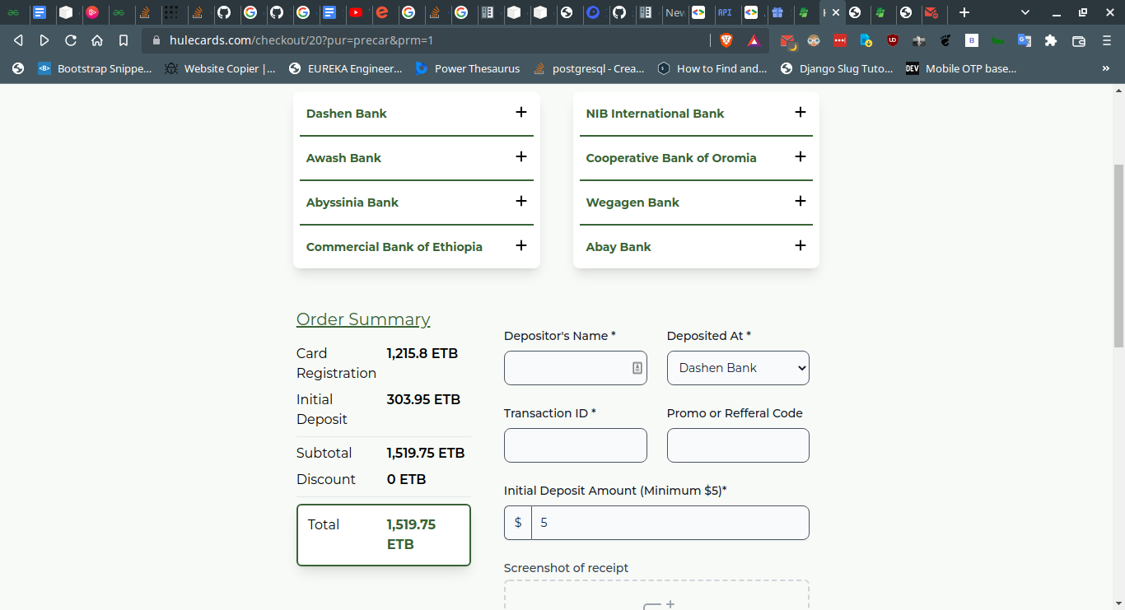 New
API
hulecards.com/checkout/20?pur=precar&prm=1
Bootstrap Snippe...
Website Copier |...
EUREKA Engineer...
Power Thesaurus
postgresql - Crea...
How to Find and...
Django Slug Tuto...
DEV
Mobile OTP base...
»
Dashen Bank +
Awash Bank +
Abyssinia Bank +
Commercial Bank of Ethiopia +
NIB International Bank +
Cooperative Bank of Oromia +
Wegagen Bank +
Abay Bank +
Order Summary
Card 1,215.8 ETB
Registration
Initial 303.95 ETB
Deposit
Subtotal 1,519.75 ETB
Discount 0 ETB
Total 1,519.75
ETB
Depositor's Name *
Deposited At *
Dashen Bank
Transaction ID *
Promo or Refferal Code
Initial Deposit Amount (Minimum $5)*
$ 5
Screenshot of receipt